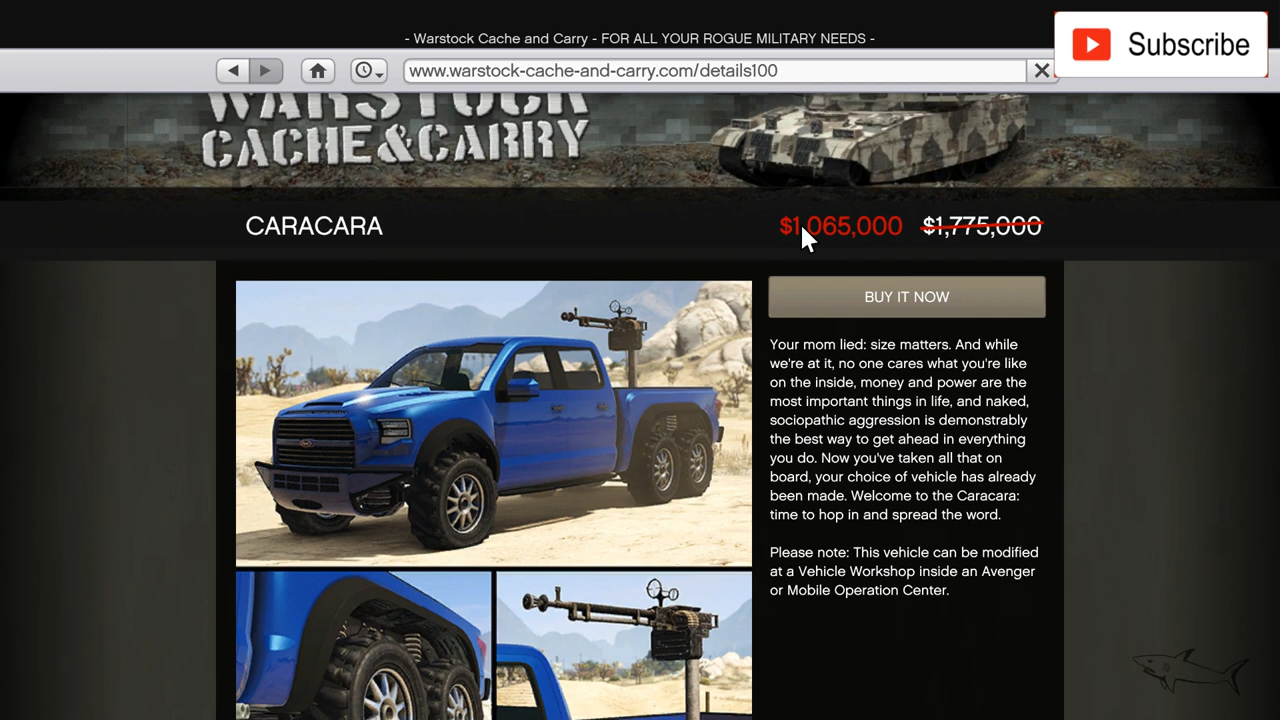 - Warstock Cache and Carry - FOR ALL YOUR ROGUE MILITARY NEEDS -
Subscribe
www.warstock-cache-and-carry.com/details100
WARSTOCK
CACHE&CARRY
CARACARA
$1,065,000 $1,775,000
BUY IT NOW
Your mom lied: size matters. And while
we're at it, no one cares what you're like
on the inside, money and power are the
most important things in life, and naked,
sociopathic aggression is demonstrably
the best way to get ahead in everything
you do. Now you've taken all that on
board, your choice of vehicle has already
been made. Welcome to the Caracara:
time to hop in and spread the word.
Please note: This vehicle can be modified
at a Vehicle Workshop inside an Avenger
or Mobile Operation Center.